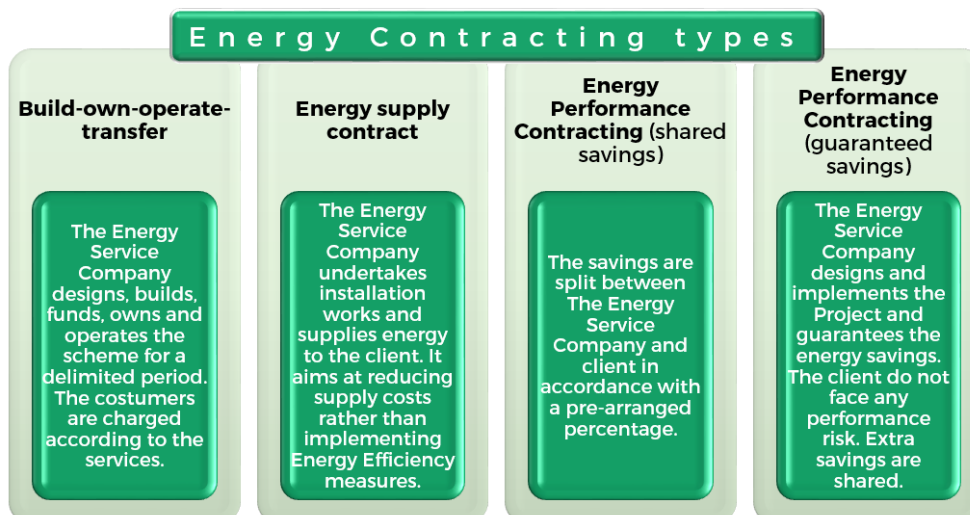 Energy Contracting types
Build-own-operate-
transfer
The Energy
Service
Company
designs, builds,
funds, owns and
operates the
scheme for a
delimited period.
The costumers
are charged
according to the
services.
Energy supply
contract
The Energy
Service
Company
undertakes
installation
works and
supplies energy
to the client. It
aims at reducing
supply costs
rather than
implementing
Energy Efficiency
measures.
Energy
Performance
Contracting (shared
savings)
The savings are
split between
The Energy
Service
Company and
client in
accordance with
a pre-arranged
percentage.
Energy
Performance
Contracting
(guaranteed
savings)
The Energy
Service
Company
designs and
implements the
Project and
guarantees the
energy savings.
The client do not
face any
performance
risk. Extra
savings are
shared.